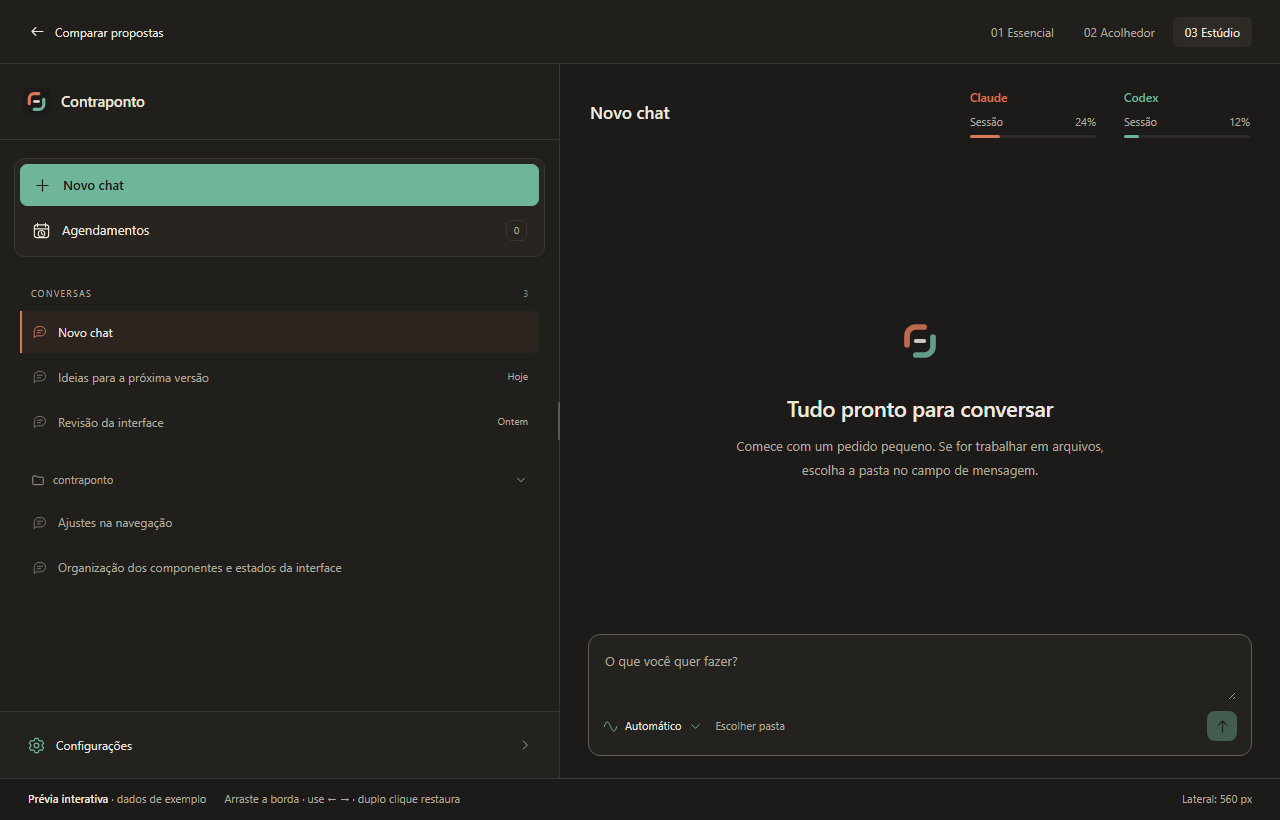 Comparar propostas
01 Essencial
02 Acolhedor
03 Estúdio
Contraponto
Novo chat
Agendamentos
0
CONVERSAS
3
Novo chat
Ideias para a próxima versão
Hoje
Revisão da interface
Ontem
contraponto
Ajustes na navegação
Organização dos componentes e estados da interface
Configurações
Novo chat
Claude
Sessão
24%
Codex
Sessão
12%
Tudo pronto para conversar
Comece com um pedido pequeno. Se for trabalhar em arquivos,
escolha a pasta no campo de mensagem.
O que você quer fazer?
Automático
Escolher pasta
Prévia interativa · dados de exemplo
Arraste a borda · use ← → · duplo clique restaura
Lateral: 560 px